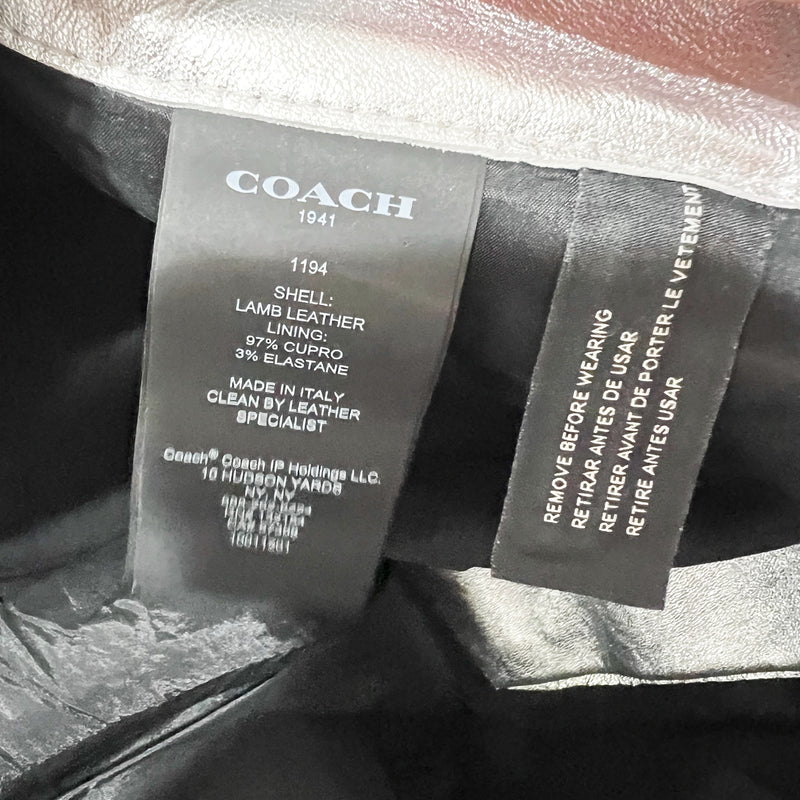 COACH
1941
1194
SHELL:
LAMB LEATHER
LINING:
97% CUPRO
3% ELASTANE
MADE IN ITALY
CLEAN BY LEATHER
SPECIALIST
Coach® Coach IP Holdings LLC.
10 HUDSON YARDS
NY, NY
REMOVE BEFORE WEARING
RETIRAR ANTES DE USAR
RETIRER AVANT DE PORTER LE VETEMENT
RETIRE ANTES USAR